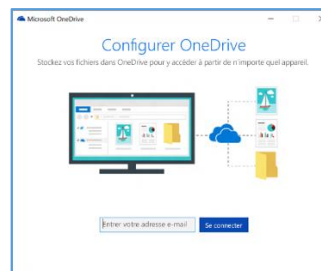 Microsoft OneDrive
Configurer OneDrive
Stockez vos fichiers dans OneDrive pour y accéder à partir de n'importe quel appareil.
Entrer votre adresse e-mail
Se connecter